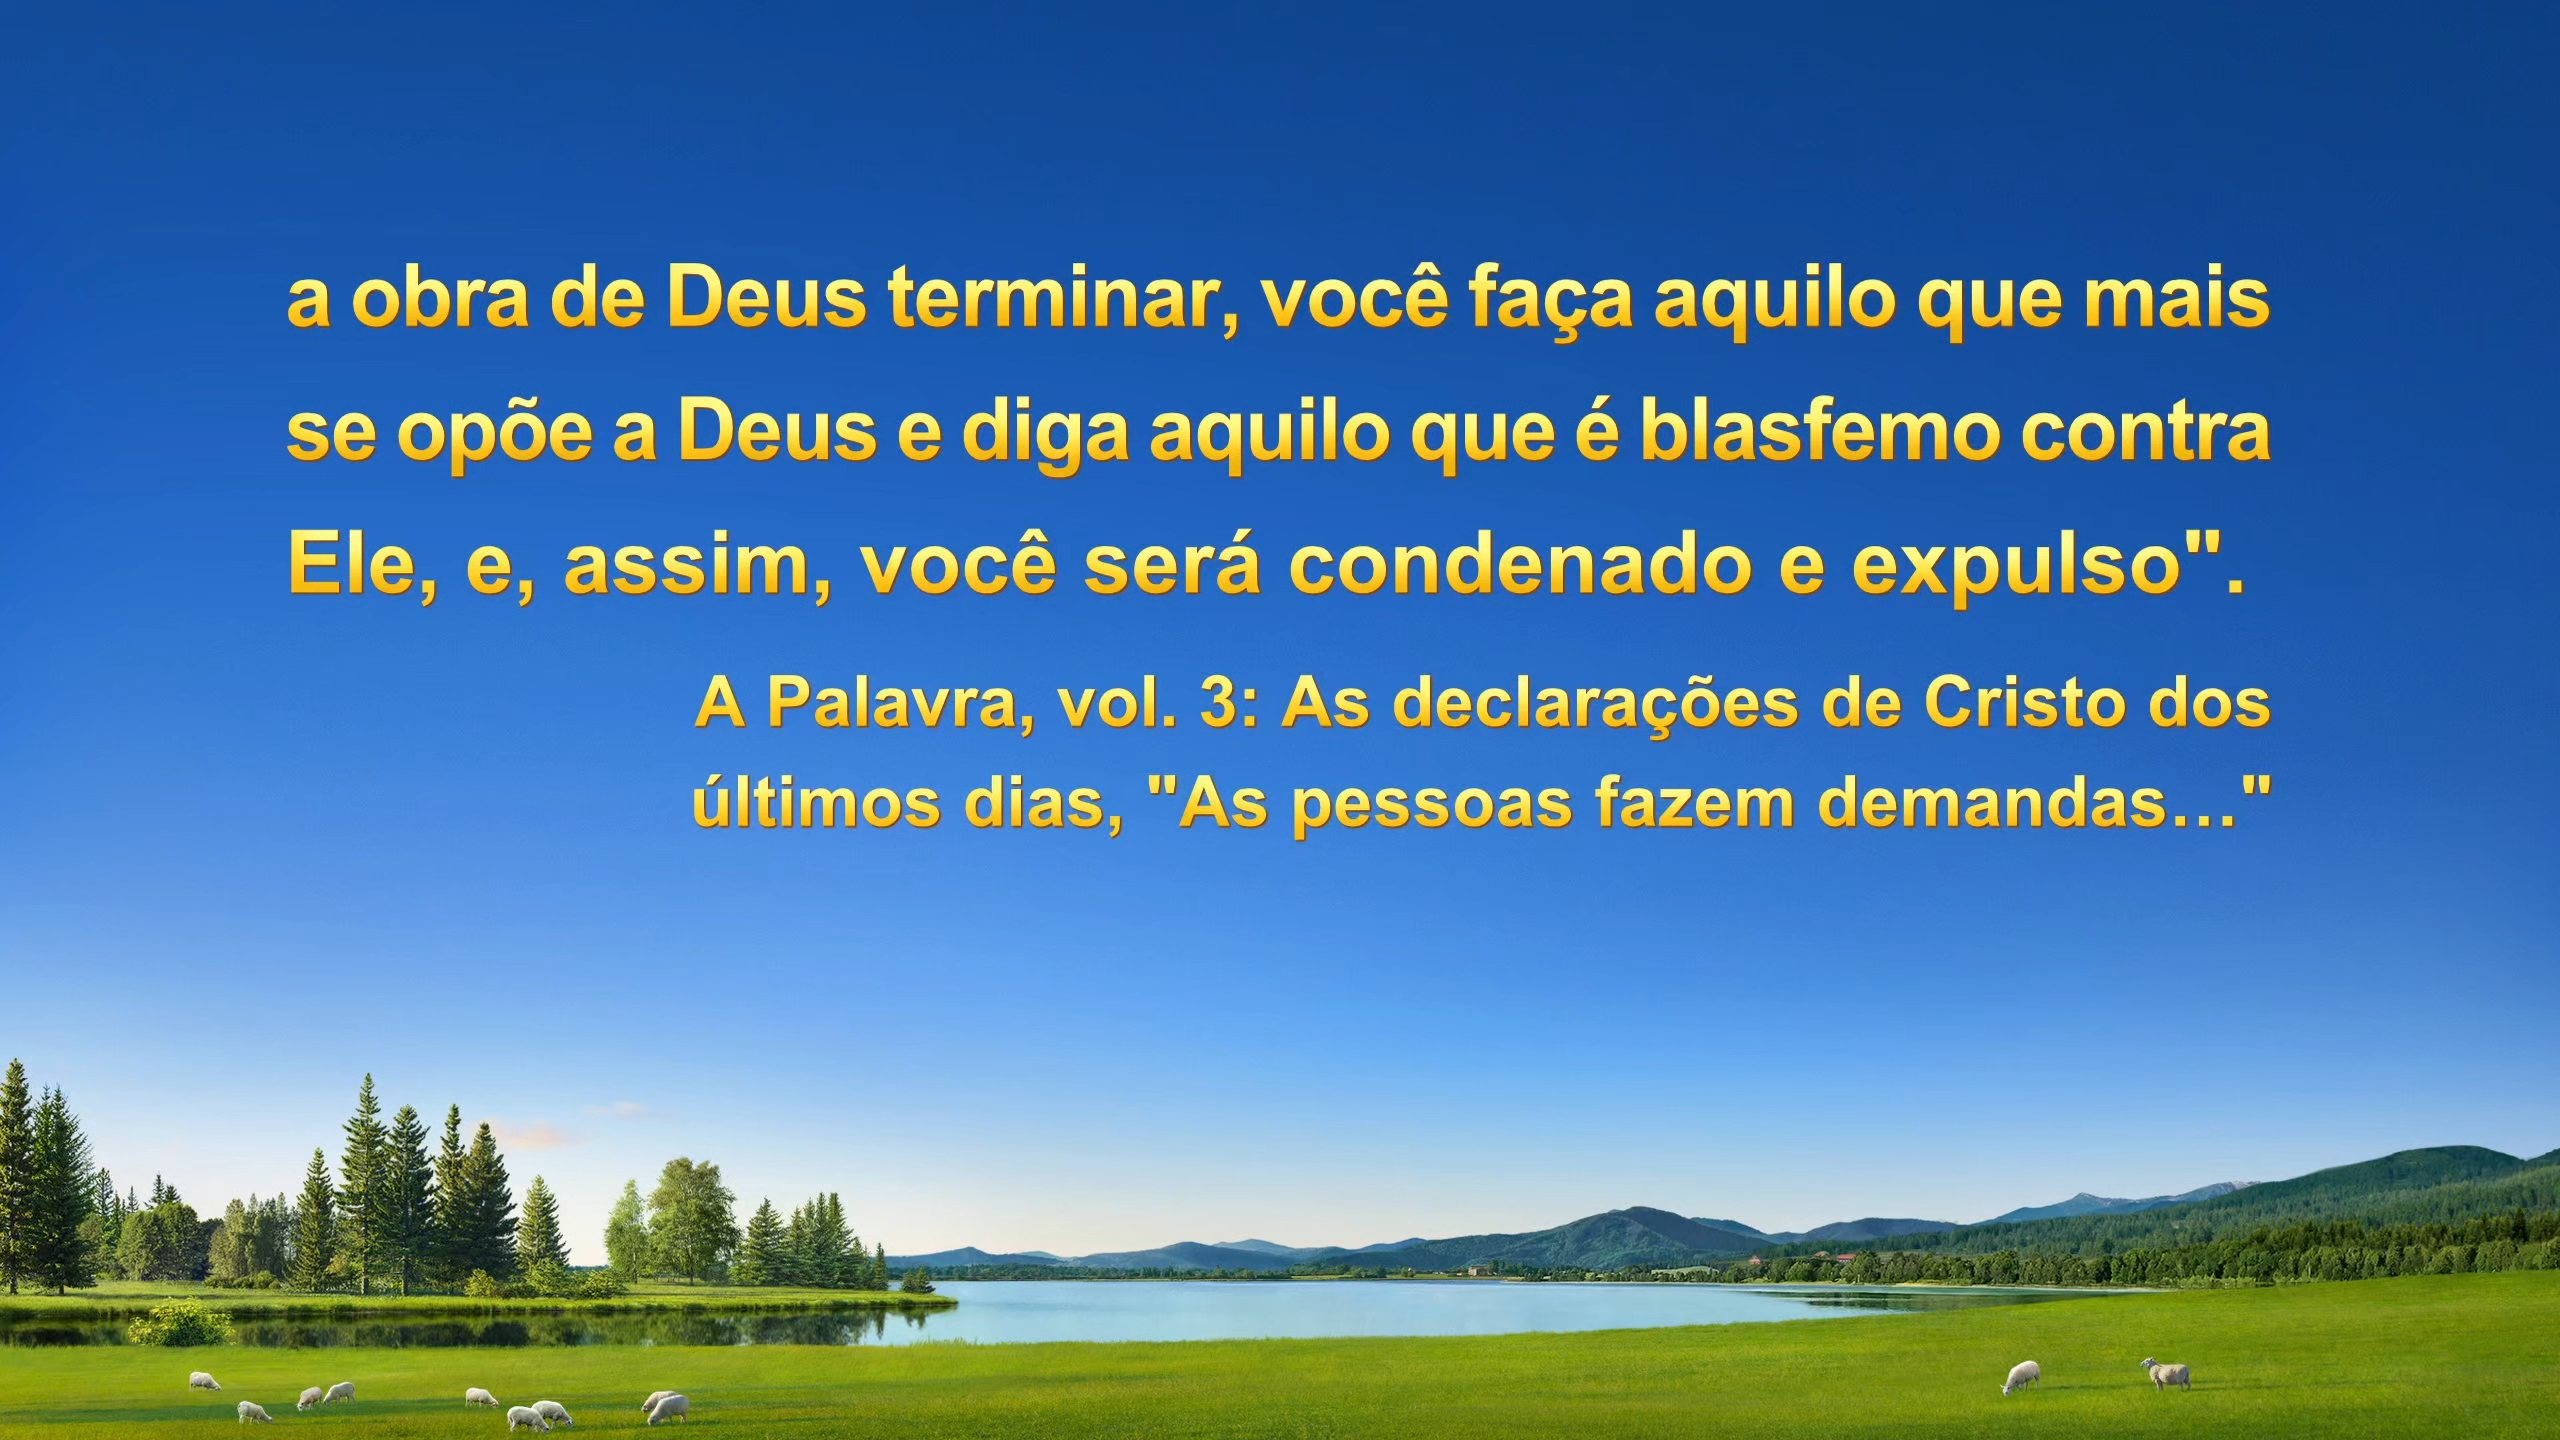 a obra de Deus terminar, você faça aquilo que mais
se opõe a Deus e diga aquilo que é blasfemo contra
Ele, e, assim, você será condenado e expulso".
A Palavra, vol. 3: As declarações de Cristo dos
últimos dias, "As pessoas fazem demandas…"